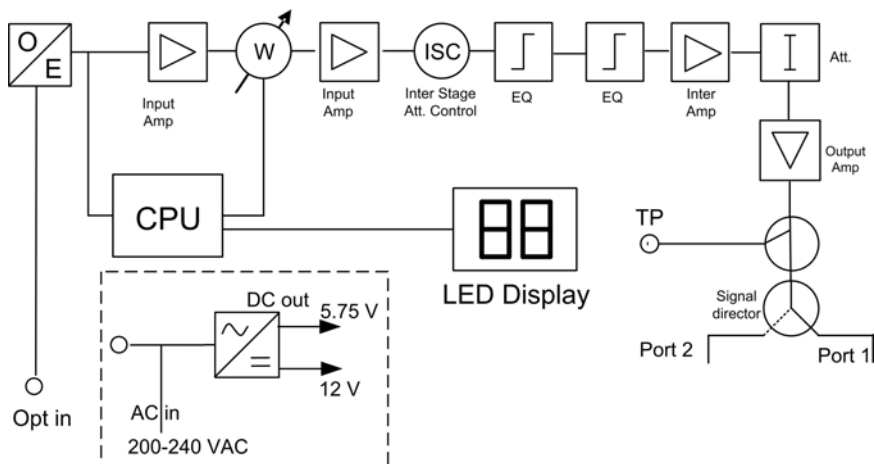 O
E
Input
Amp
W
Input
Amp
ISC
Inter Stage
Att. Control
EQ
EQ
Inter
Amp
I
Att.
Output
Amp
CPU
88
LED Display
TP
Signal
director
Port 2
Port 1
Opt in
DC out
5.75 V
12 V
AC in
200-240 VAC